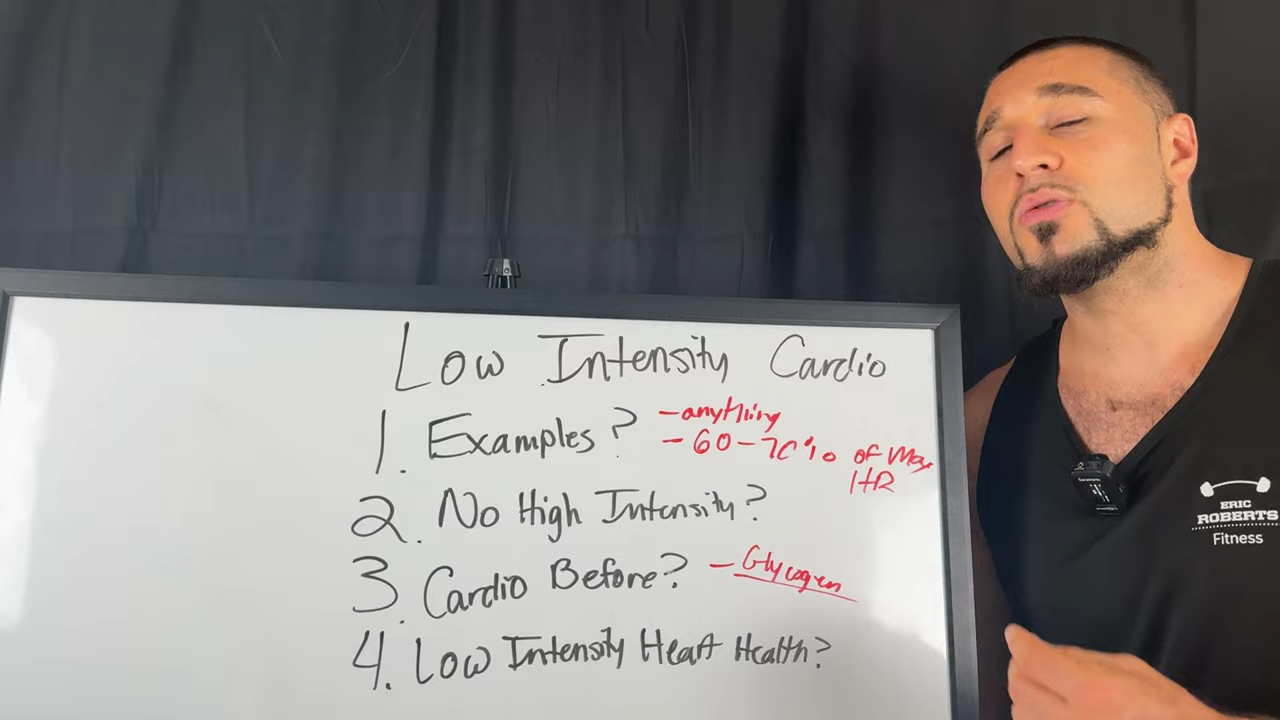 Low Intensity Cardio
1. Examples? - anything
- 60-70% of Max
HR
2. No High Intensity?
3. Cardio Before? - Glycogen
4. Low Intensity Heart Health?
ERIC
ROBERTS
Fitness